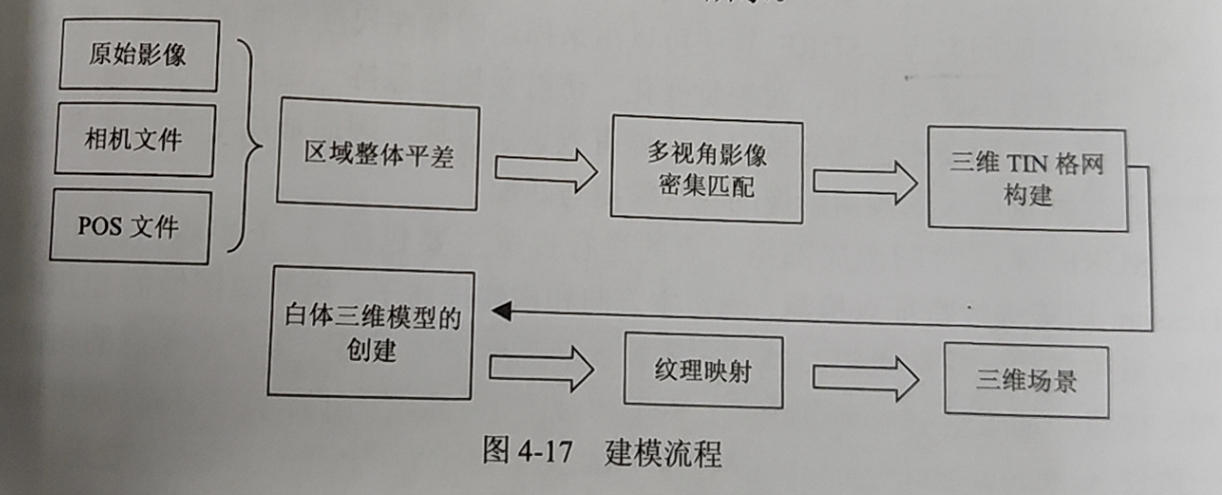 原始影像
相机文件
POS 文件
区域整体平差
多视角影像
密集匹配
三维 TIN 格网
构建
白体三维模型的
创建
纹理映射
三维场景
图 4-17 建模流程